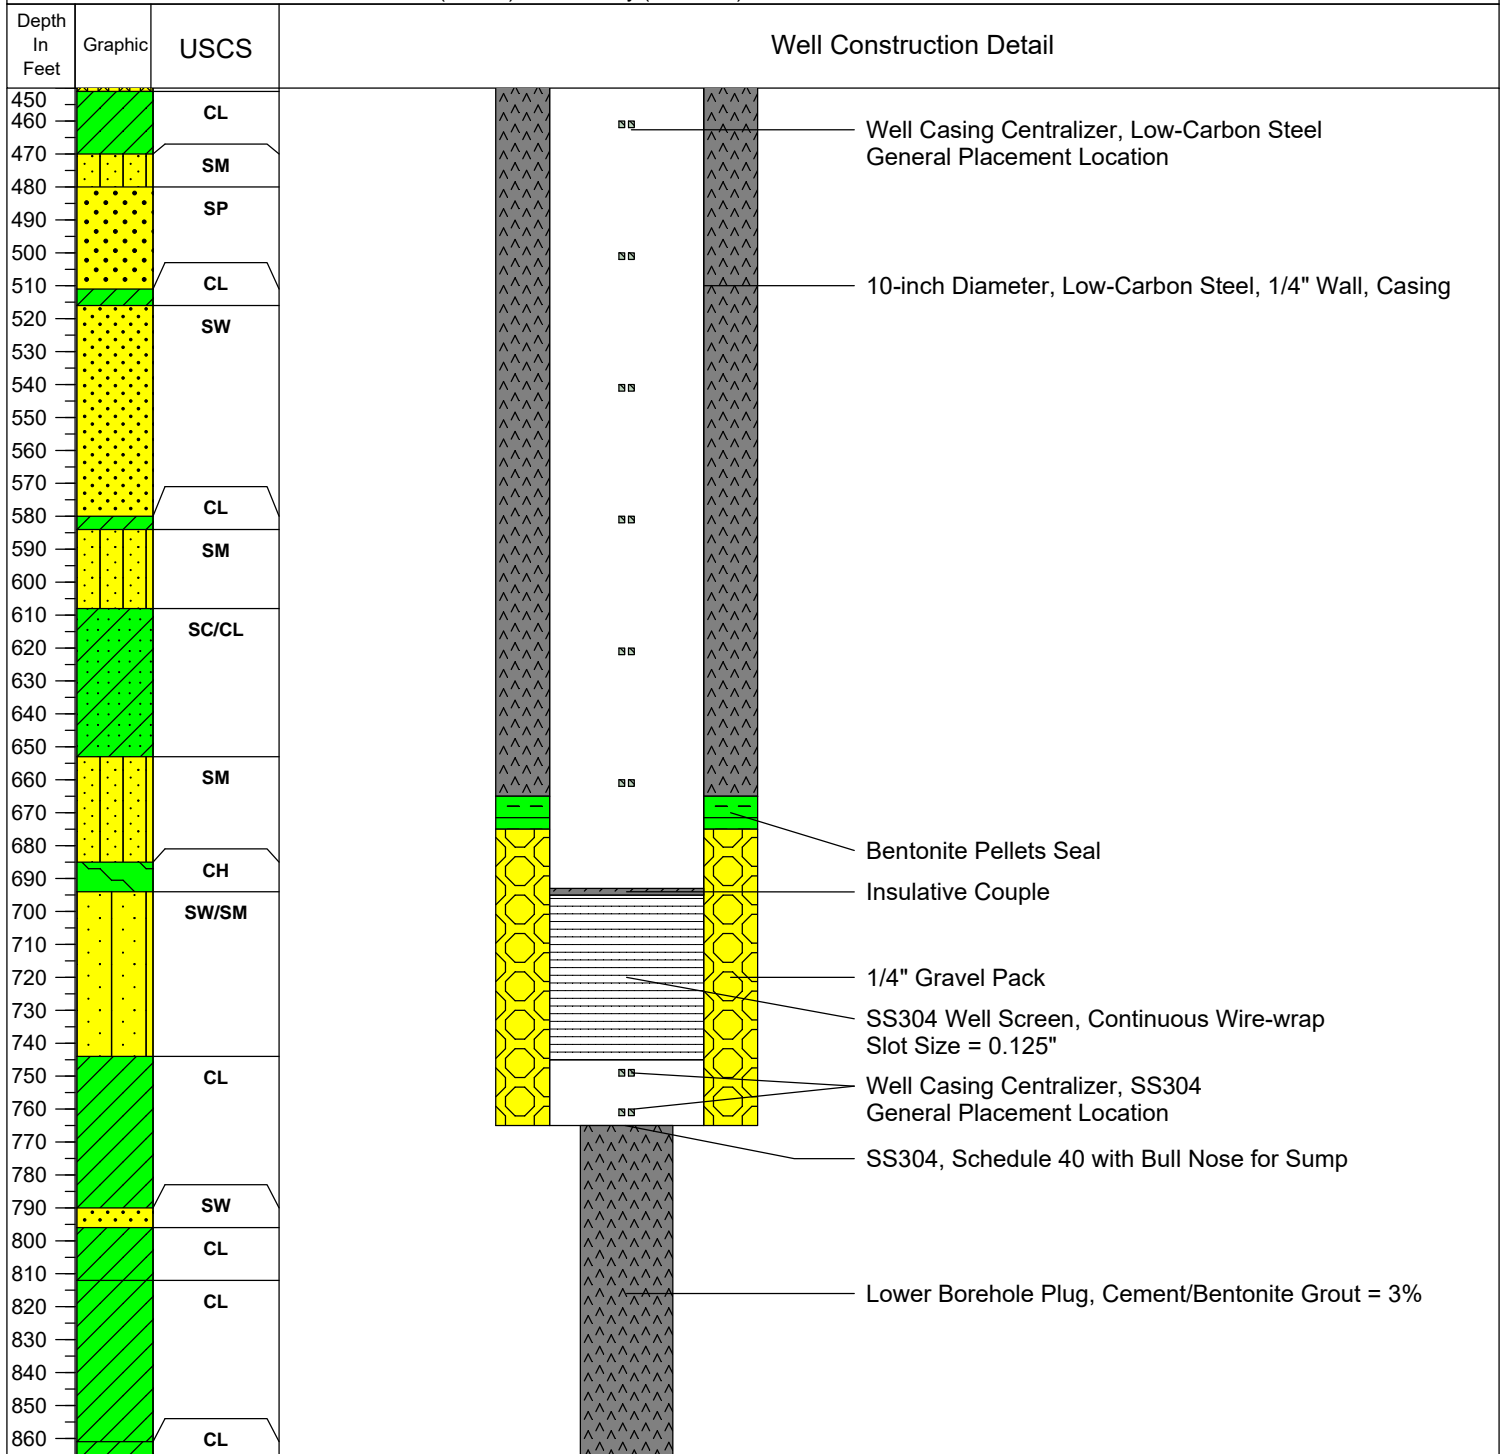 Depth
In
Feet
Graphic
USCS
Well Construction Detail
450
460
470
480
490
500
510
520
530
540
550
560
570
580
590
600
610
620
630
640
650
660
670
680
690
700
710
720
730
740
750
760
770
780
790
800
810
820
830
840
850
860
CL
SM
SP
CL
SW
CL
SM
SC/CL
SM
CH
SW/SM
CL
SW
CL
CL
CL
Well Casing Centralizer, Low-Carbon Steel
General Placement Location
10-inch Diameter, Low-Carbon Steel, 1/4" Wall, Casing
Bentonite Pellets Seal
Insulative Couple
1/4" Gravel Pack
SS304 Well Screen, Continuous Wire-wrap
Slot Size = 0.125"
Well Casing Centralizer, SS304
General Placement Location
SS304, Schedule 40 with Bull Nose for Sump
Lower Borehole Plug, Cement/Bentonite Grout = 3%